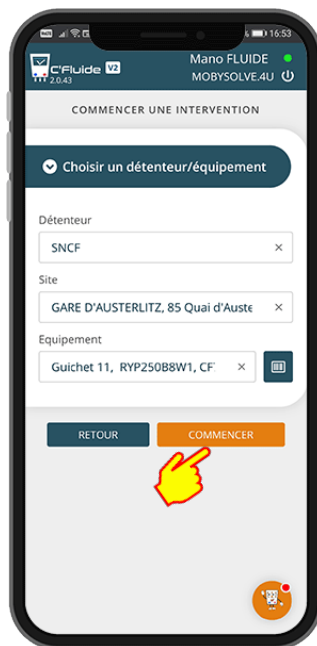 16:53
C'Fluide V2
2.0.43
Mano FLUIDE
MOBYSOLVE.4U
COMMENCER UNE INTERVENTION
Choisir un détenteur/équipement
Détenteur
SNCF ×
Site
GARE D'AUSTERLITZ, 85 Quai d'Auste ×
Equipement
Guichet 11, RYP250B8W1, CF ×
RETOUR
COMMENCER